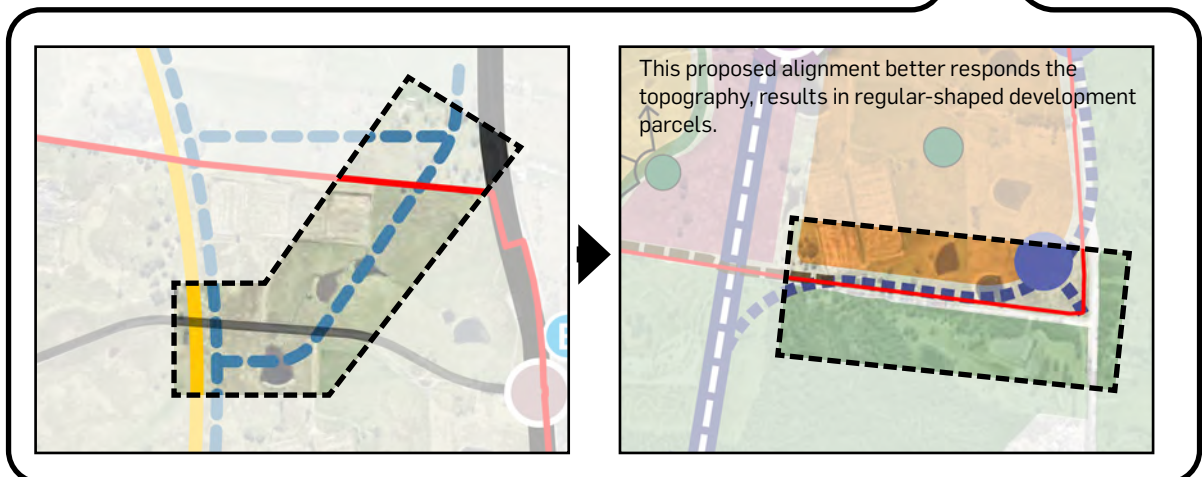 This proposed alignment better responds the
topography, results in regular-shaped development
parcels.
E